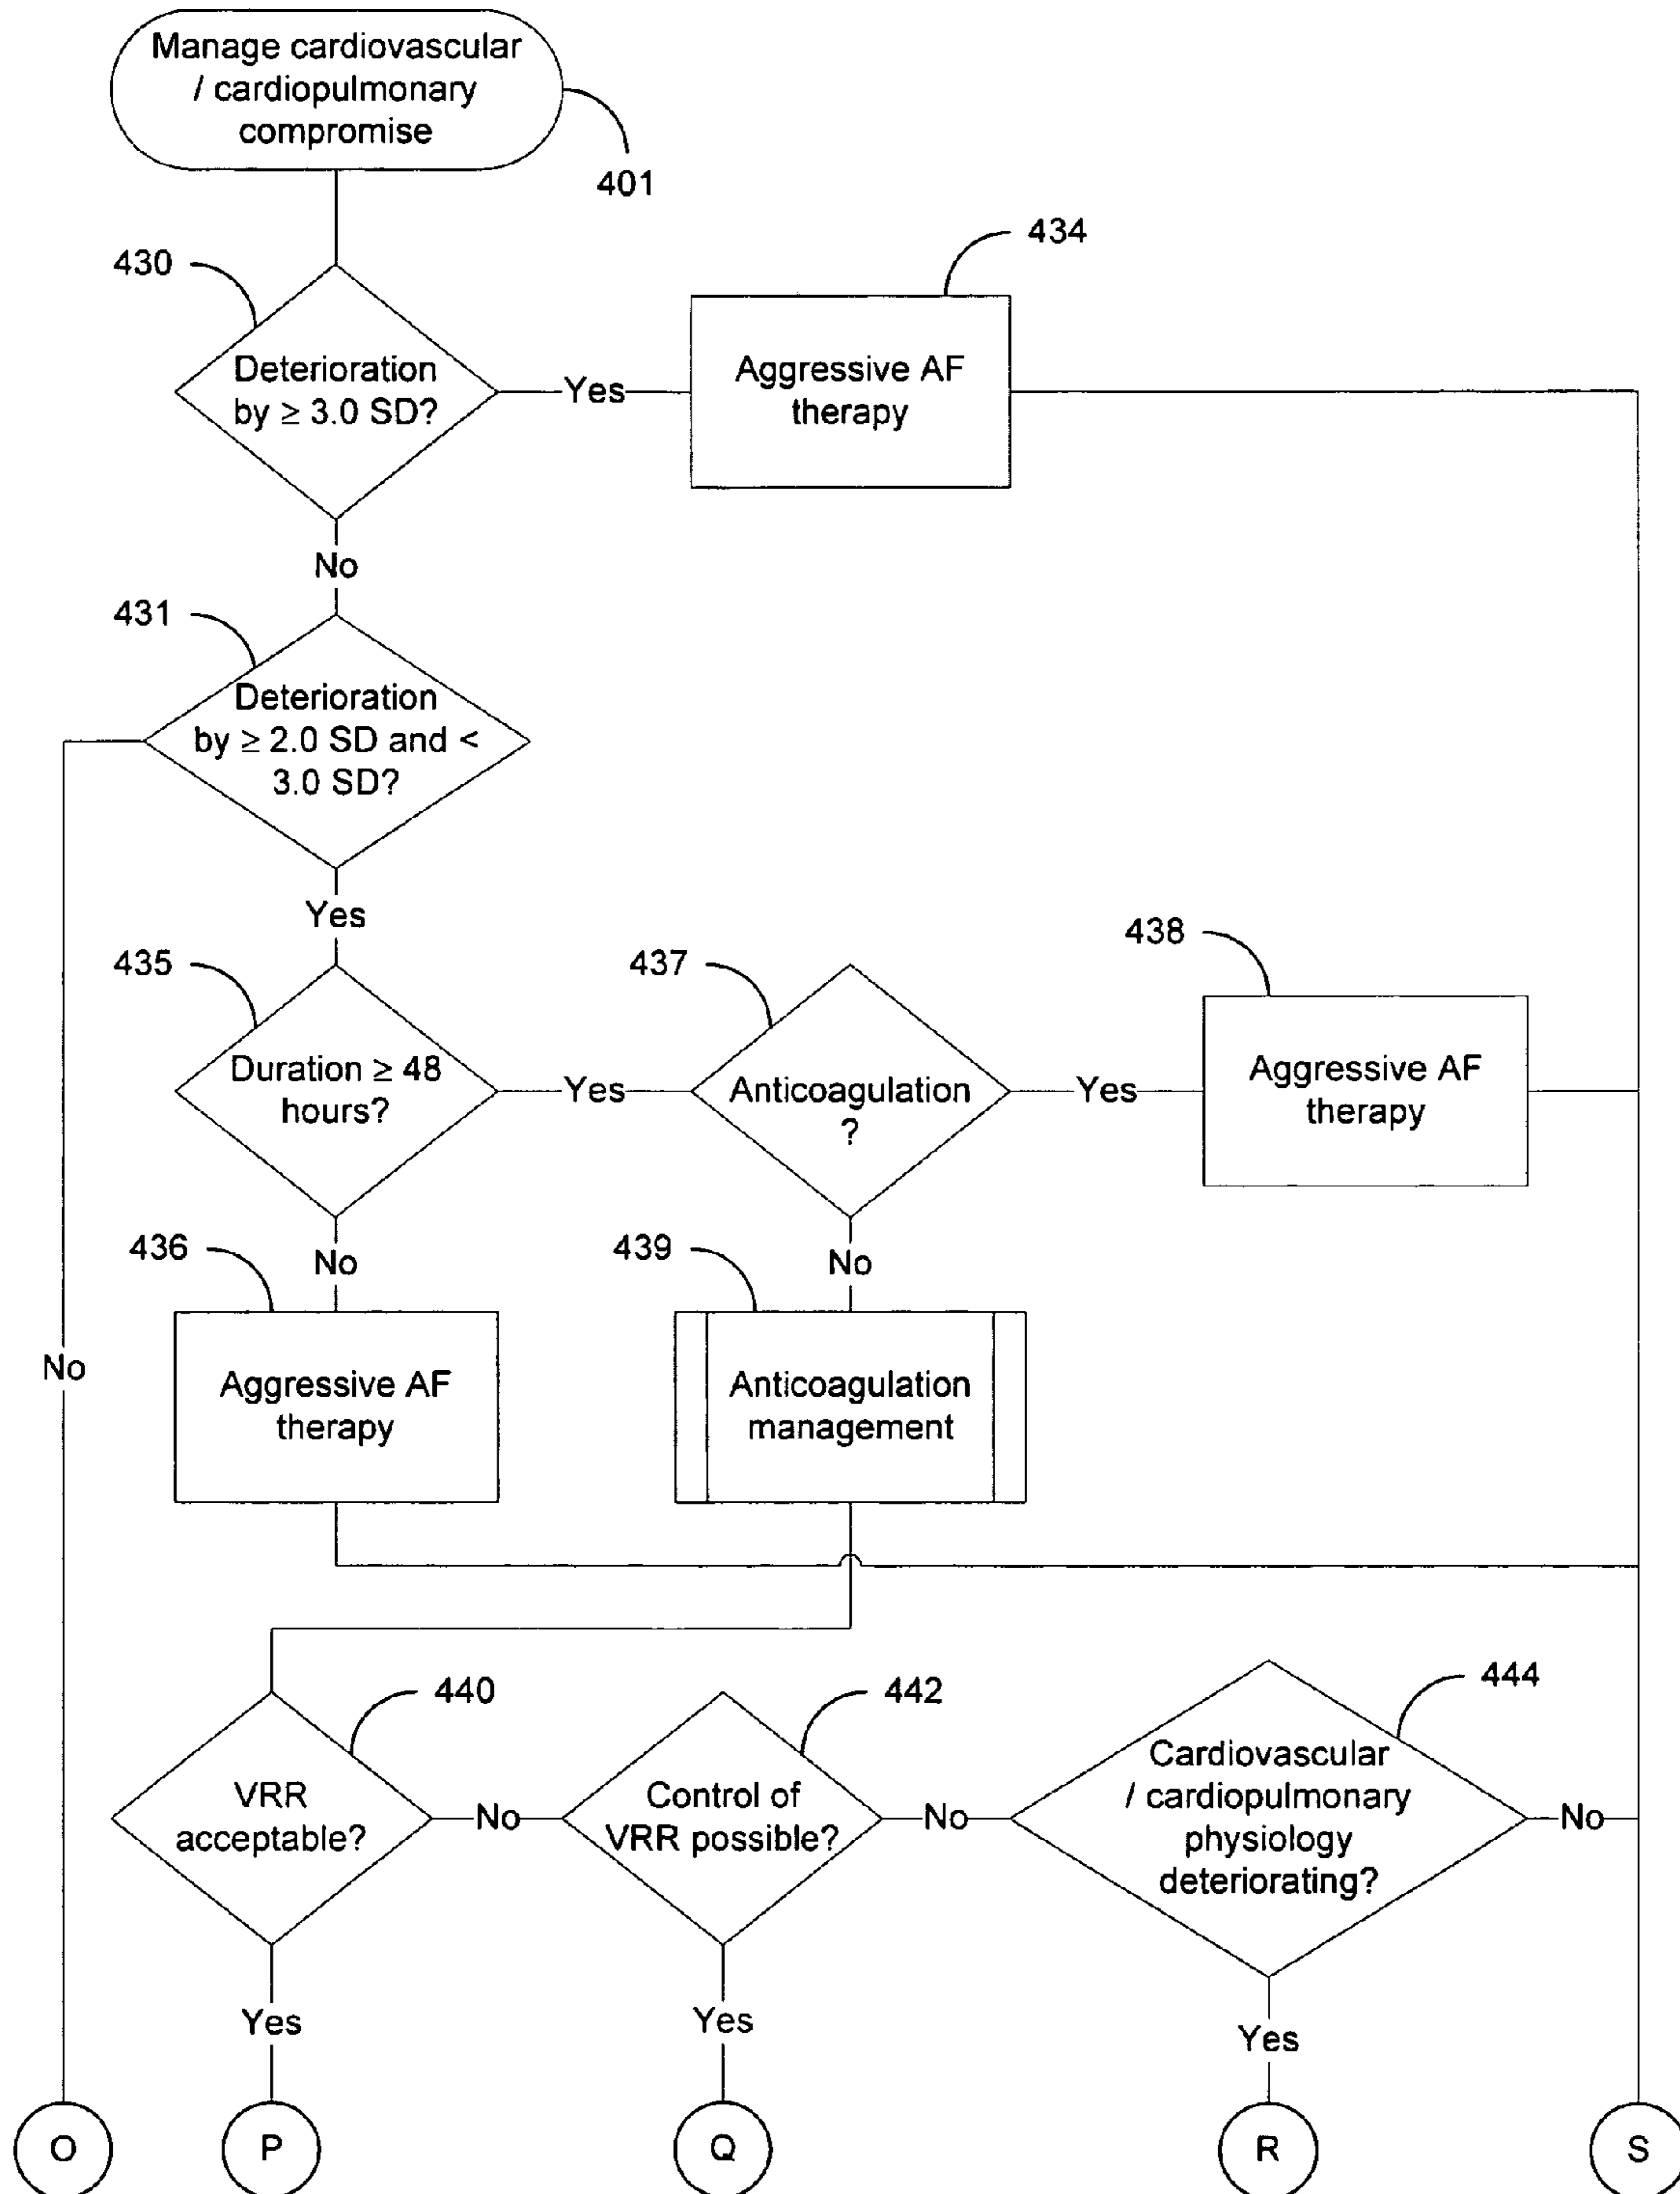 Manage cardiovascular
/ cardiopulmonary
compromise
401
430
434
Deterioration
by ≥ 3.0 SD?
Yes
Aggressive AF
therapy
No
431
Deterioration
by ≥ 2.0 SD and <
3.0 SD?
Yes
435
437
438
Duration ≥ 48
hours?
Yes
Anticoagulation
?
Yes
Aggressive AF
therapy
436
No
439
No
No
Aggressive AF
therapy
Anticoagulation
management
440
442
444
VRR
acceptable?
No
Control of
VRR possible?
No
Cardiovascular
/ cardiopulmonary
physiology
deteriorating?
No
Yes
Yes
Yes
O
P
Q
R
S